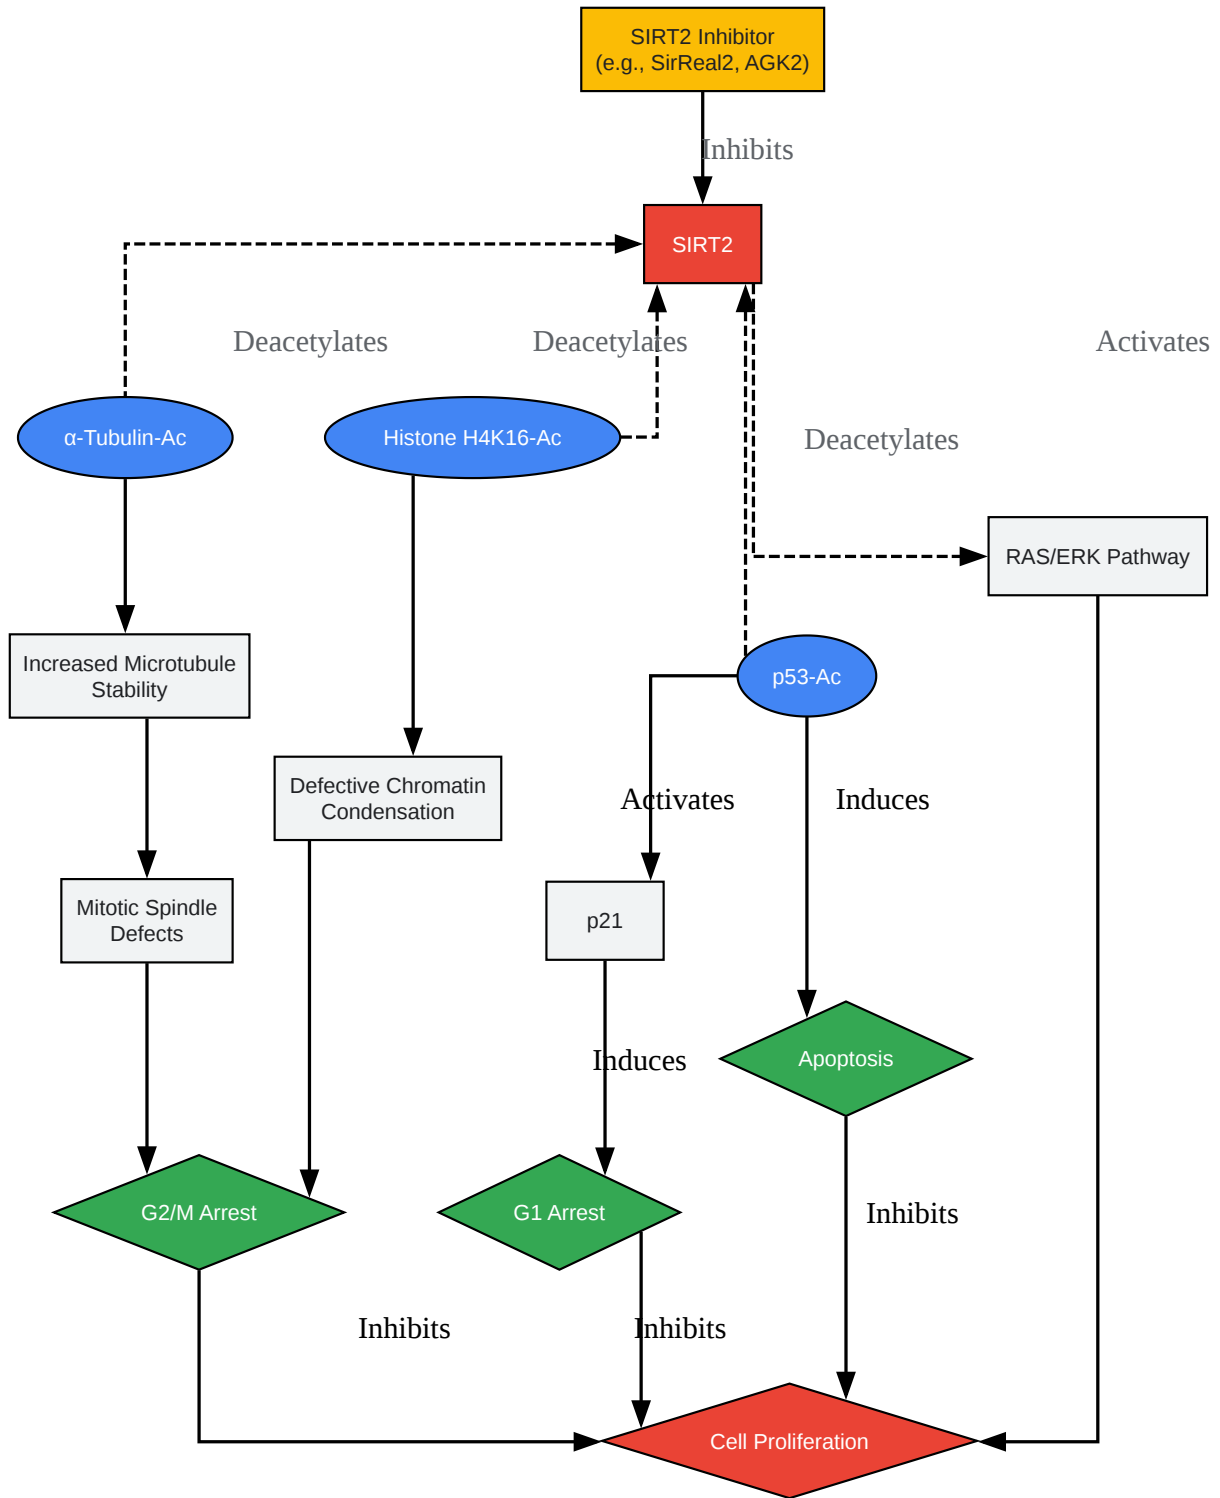 SIRT2 Inhibitor
(e.g., SirReal2, AGK2)
Inhibits
SIRT2
Deacetylates
Deacetylates
Activates
α-Tubulin-Ac
Histone H4K16-Ac
Deacetylates
RAS/ERK Pathway
Increased Microtubule
Stability
p53-Ac
Defective Chromatin
Condensation
Activates
Induces
Mitotic Spindle
Defects
p21
Induces
Apoptosis
G2/M Arrest
G1 Arrest
Inhibits
Inhibits
Inhibits
Cell Proliferation